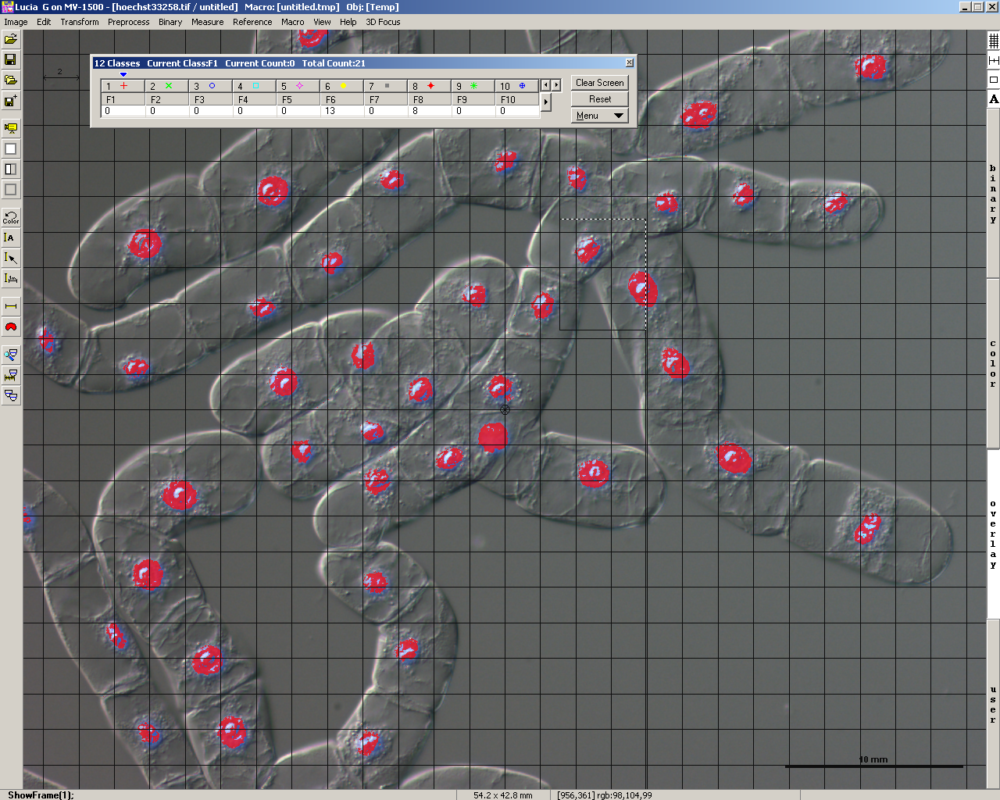 Lucia G on MV-1500 - [hoechst33258.tif / untitled] Macro: [untitled.tmp] Obj: [Temp]
Image Edit Transform Preprocess Binary Measure Reference Macro View Help 3D Focus
2
12 Classes Current Class:F1 Current Count:0 Total Count:21
1 2 3 4 5 6 7 8 9 10
F1 F2 F3 F4 F5 F6 F7 F8 F9 F10
0 0 0 0 0 13 0 8 0 0
Clear Screen
Reset
Menu
Color
A
1m
A
binary
color
overlay
user
10 mm
ShowFrame(1); 54.2 x 42.8 mm [956,361] rgb:98,104,99